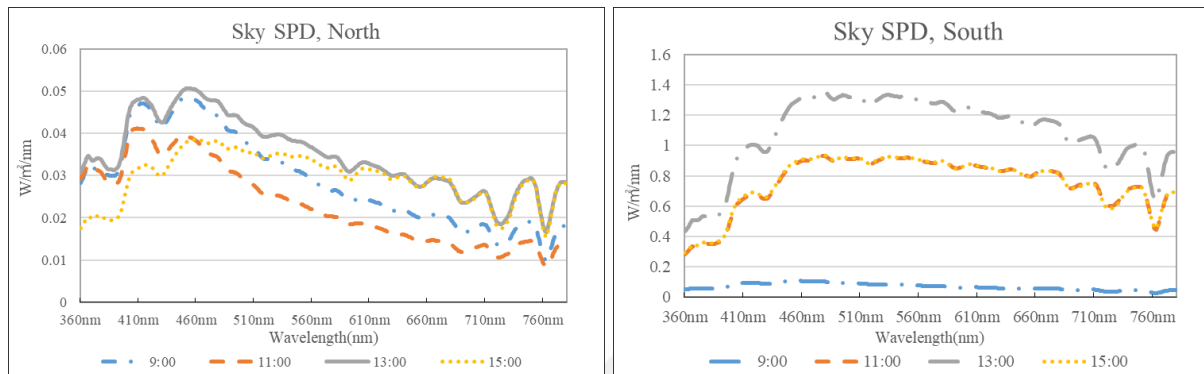 Sky SPD, North
0.06
0.05
0.04
0.03
0.02
0.01
0
W/㎡/nm
360nm 410nm 460nm 510nm 560nm 610nm 660nm 710nm 760nm
Wavelength(nm)
9:00 11:00 13:00 15:00
Sky SPD, South
1.6
1.4
1.2
1
0.8
0.6
0.4
0.2
0
W/㎡/nm
360nm 410nm 460nm 510nm 560nm 610nm 660nm 710nm 760nm
Wavelength(nm)
9:00 11:00 13:00 15:00